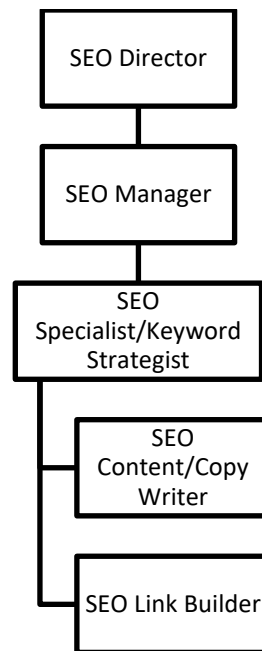 SEO Director
SEO Manager
SEO
Specialist/Keyword
Strategist
SEO
Content/Copy
Writer
SEO Link Builder